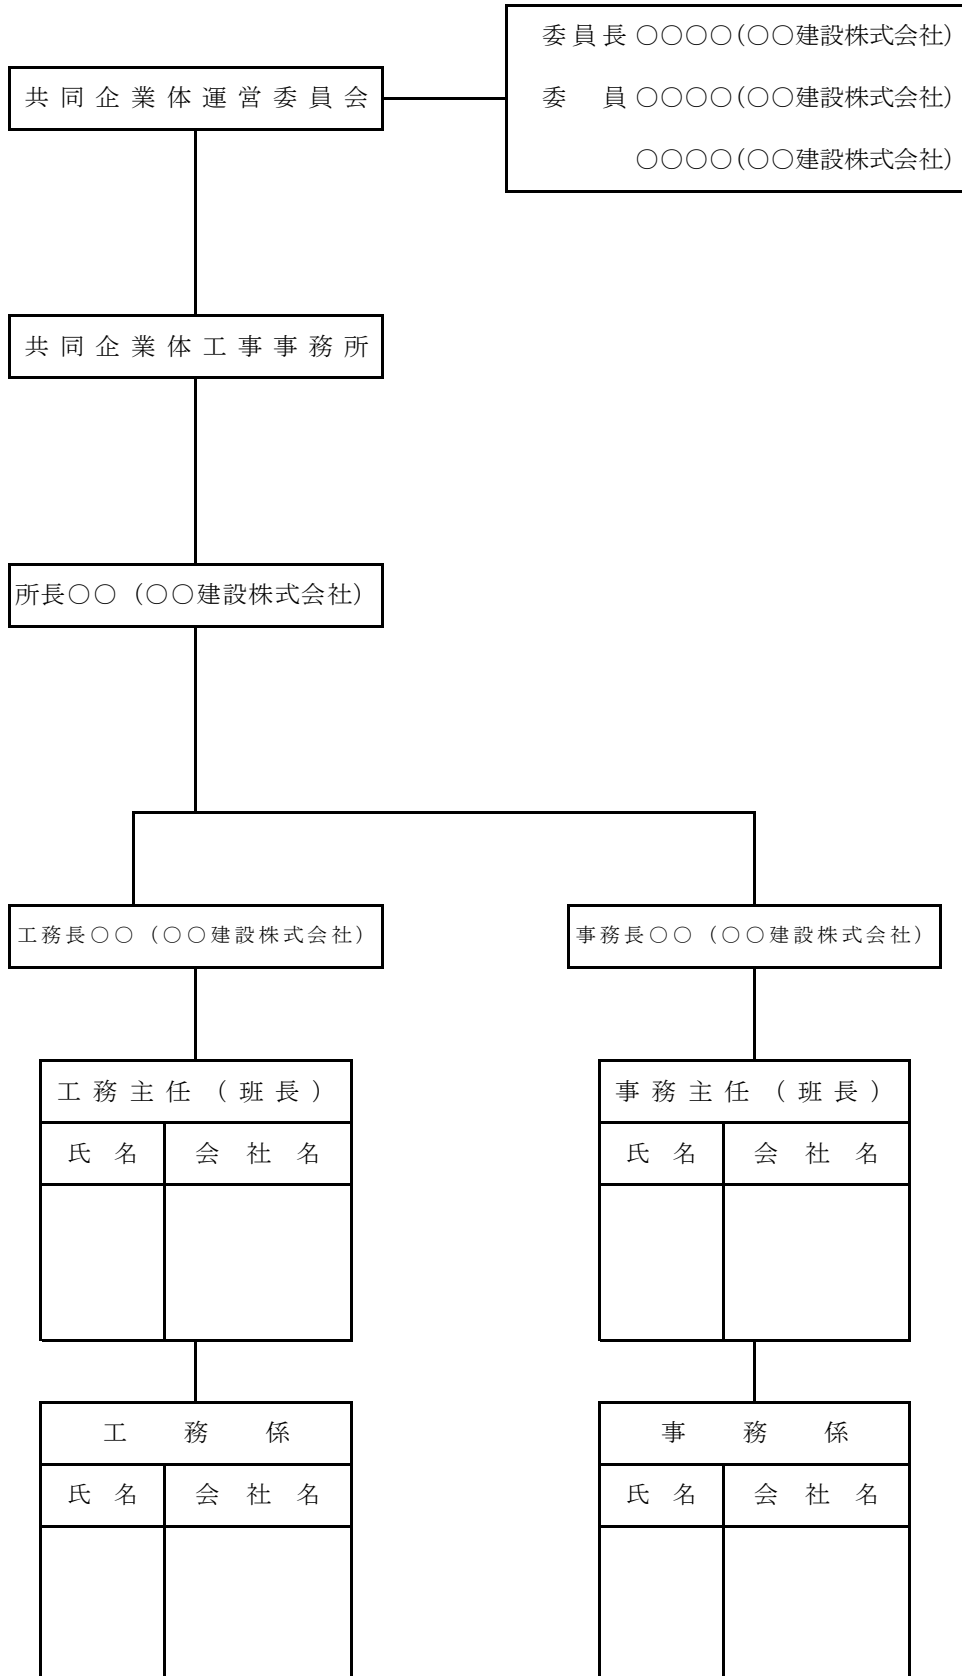 委員長 ○○○○(○○建設株式会社)
共同企業体運営委員会
委　員 ○○○○(○○建設株式会社)
○○○○(○○建設株式会社)
共同企業体工事事務所
所長○○（○○建設株式会社）
工務長○○（○○建設株式会社）
事務長○○（○○建設株式会社）
工務主任（班長）
事務主任（班長）
氏名 会社名
氏名 会社名
工務係
事務係
氏名 会社名
氏名 会社名